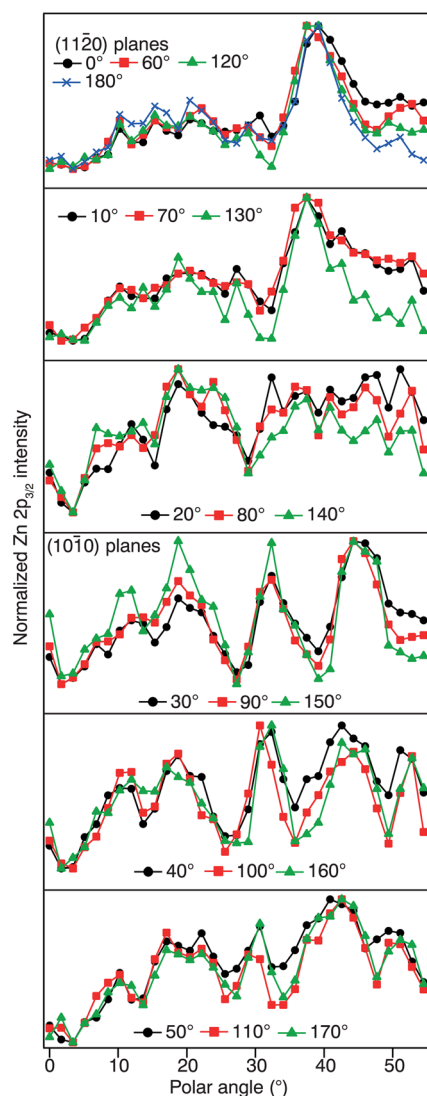 (112̄0) planes
0° 60° 120°
180°
10° 70° 130°
20° 80° 140°
(101̄0) planes
30° 90° 150°
40° 100° 160°
50° 110° 170°
Normalized Zn 2p3/2 intensity
0 10 20 30 40 50
Polar angle (°)